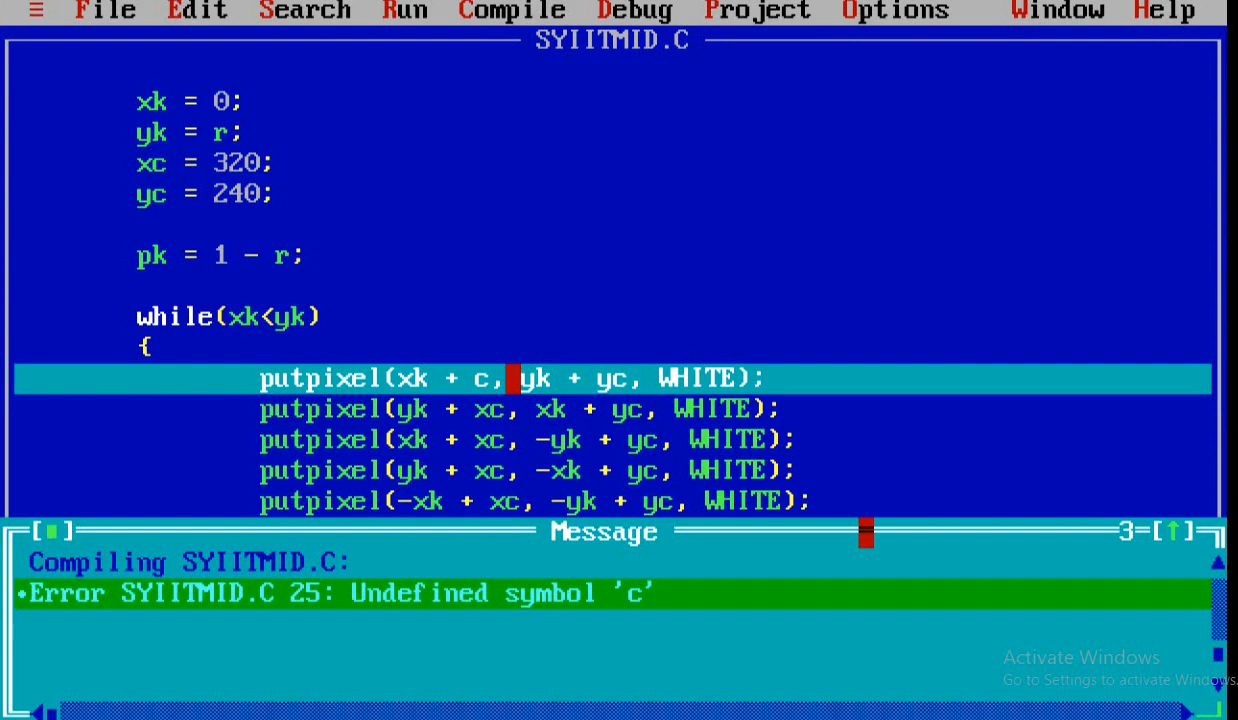 ≡ File Edit Search Run Compile Debug Project Options Window Help
SYIITMID.C
xk = 0;
yk = r;
xc = 320;
yc = 240;
pk = 1 - r;
while(xk<yk)
{
putpixel(xk + c, yk + yc, WHITE);
putpixel(yk + xc, xk + yc, WHITE);
putpixel(xk + xc, -yk + yc, WHITE);
putpixel(yk + xc, -xk + yc, WHITE);
putpixel(-xk + xc, -yk + yc, WHITE);
[■] Message 3=[↑]
Compiling SYIITMID.C:
•Error SYIITMID.C 25: Undefined symbol 'c'
Activate Windows
Go to Settings to activate Windows.